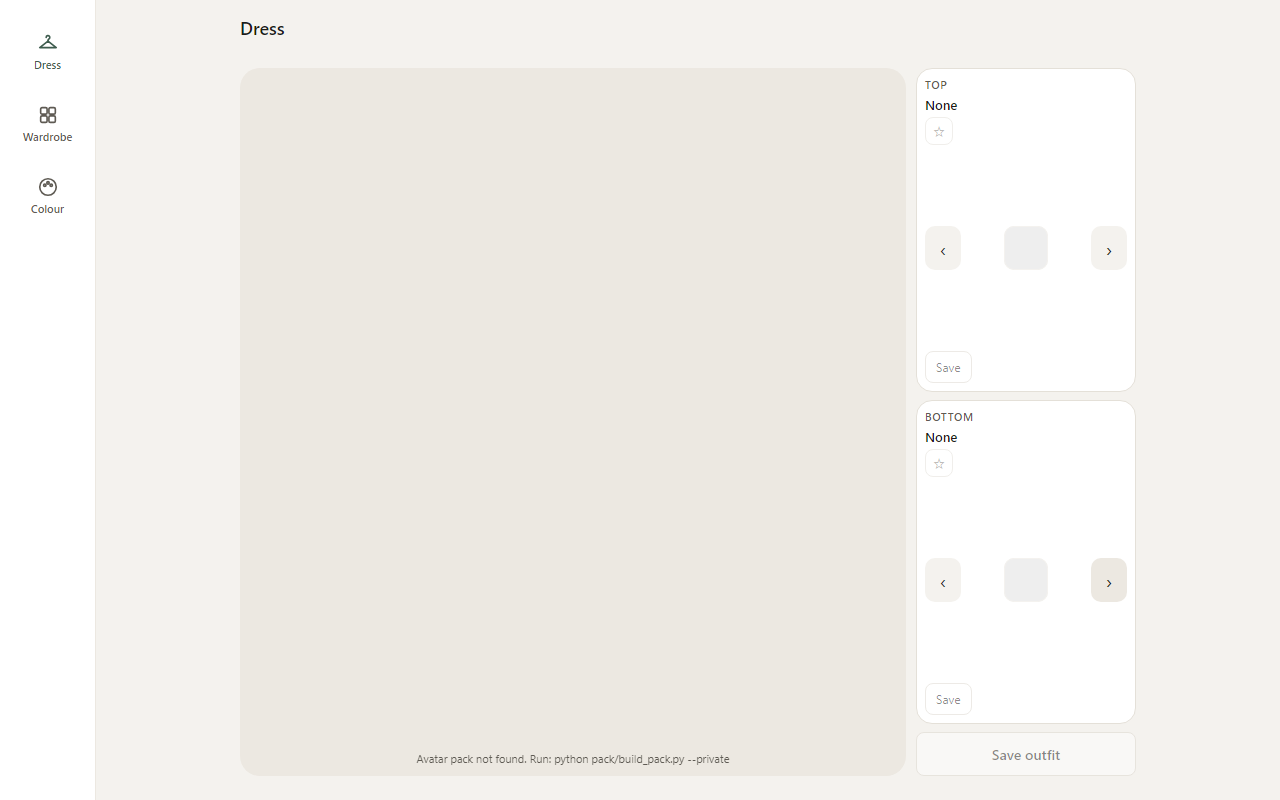 Dress
Dress
Wardrobe
Colour
TOP
None
☆
‹
›
Save
BOTTOM
None
☆
‹
›
Save
Save outfit
Avatar pack not found. Run: python pack/build_pack.py --private